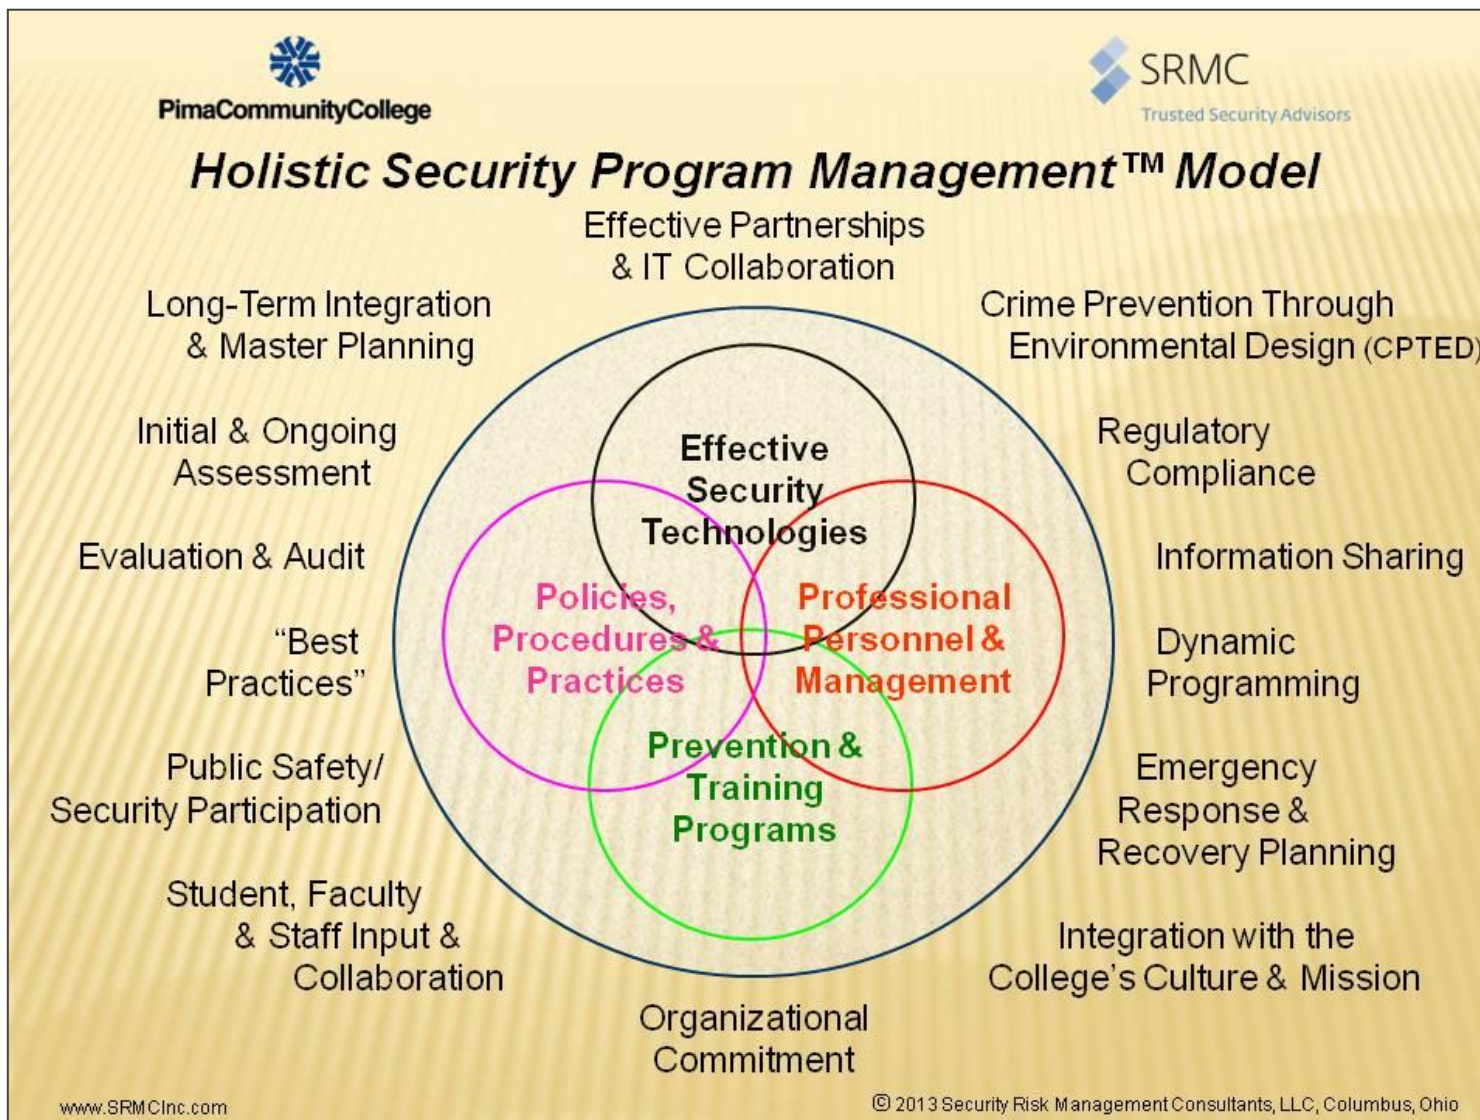 PimaCommunityCollege
SRMC
Trusted Security Advisors
Holistic Security Program Management™ Model
Effective Partnerships
& IT Collaboration
Long-Term Integration
& Master Planning
Crime Prevention Through
Environmental Design (CPTED)
Initial & Ongoing
Assessment
Regulatory
Compliance
Evaluation & Audit
Information Sharing
“Best
Practices”
Dynamic
Programming
Public Safety/
Security Participation
Emergency
Response &
Recovery Planning
Student, Faculty
& Staff Input &
Collaboration
Integration with the
College’s Culture & Mission
Organizational
Commitment
Effective
Security
Technologies
Policies,
Procedures &
Practices
Professional
Personnel &
Management
Prevention &
Training
Programs
www.SRMCInc.com
© 2013 Security Risk Management Consultants, LLC, Columbus, Ohio